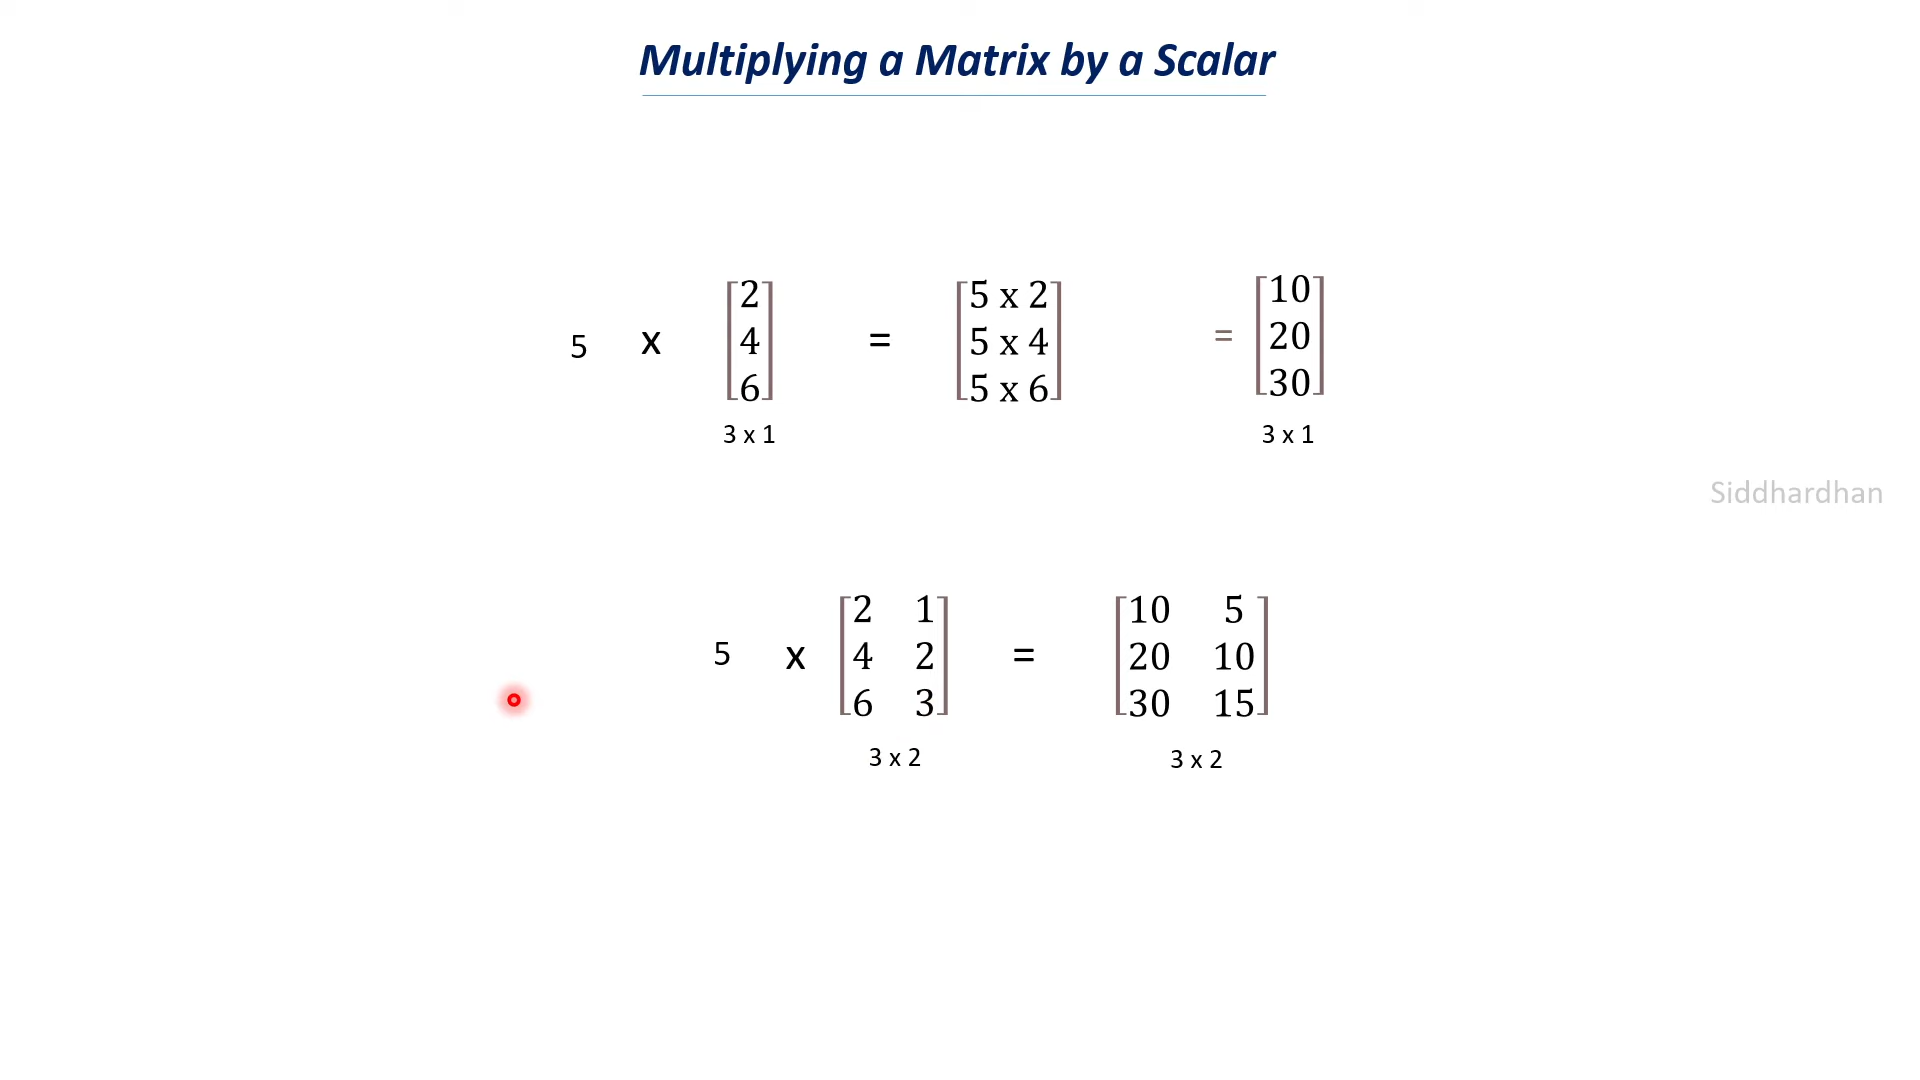 Multiplying a Matrix by a Scalar
5 x [2 4 6] = [5 x 2 5 x 4 5 x 6] = [10 20 30]
3 x 1 3 x 1
Siddhardhan
5 x [2 1 4 2 6 3] = [10 5 20 10 30 15]
3 x 2 3 x 2